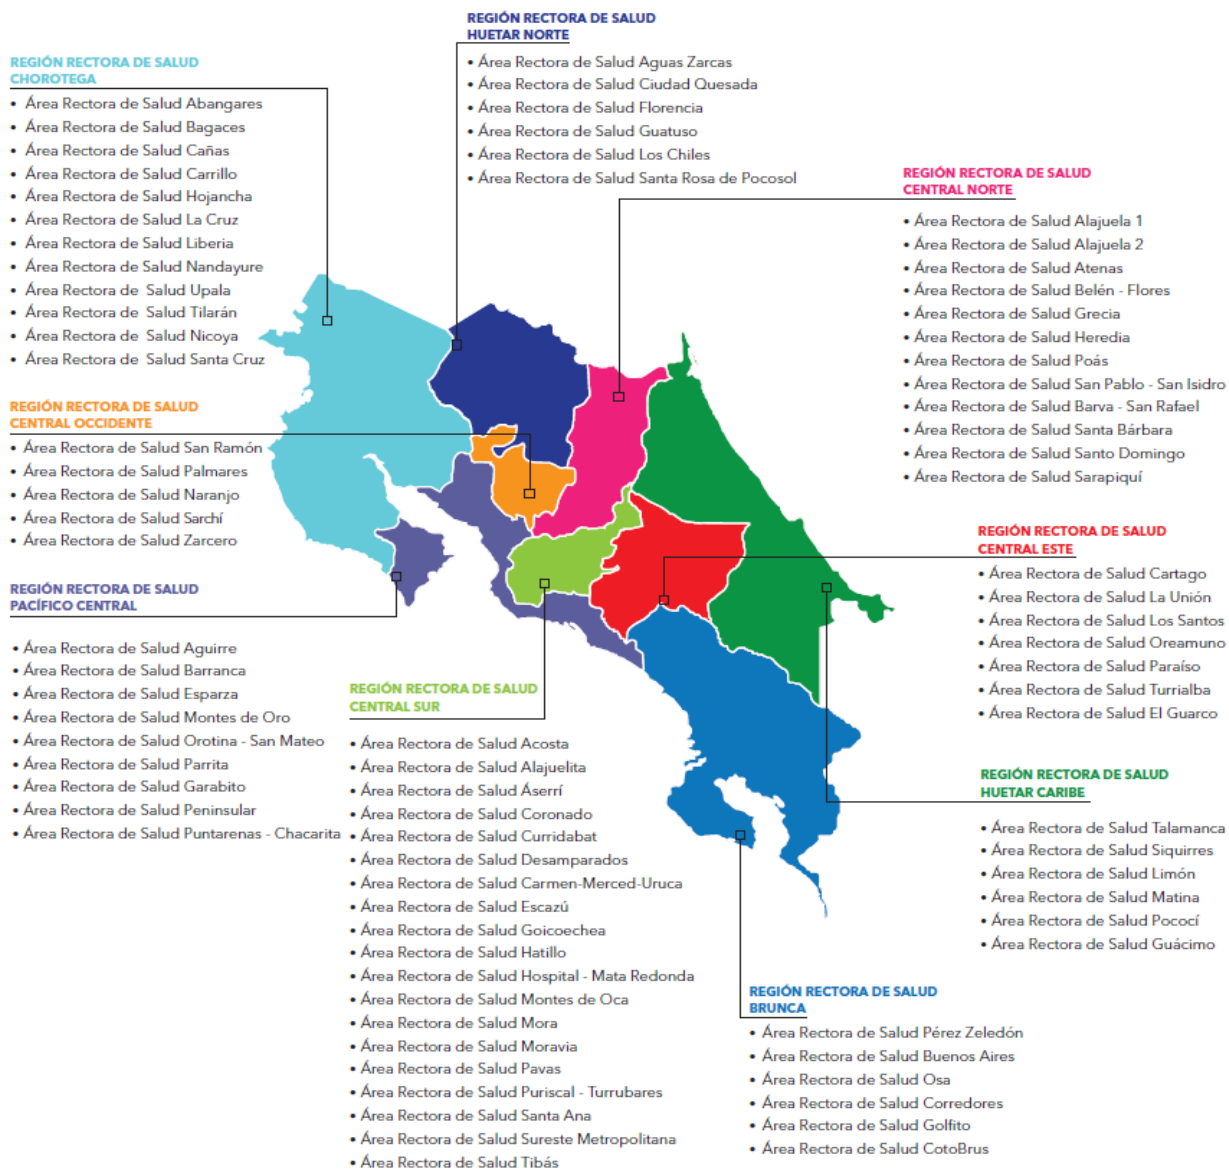 REGIÓN RECTORA DE SALUD
HUETAR NORTE
• Área Rectora de Salud Aguas Zarcas
• Área Rectora de Salud Ciudad Quesada
• Área Rectora de Salud Florencia
• Área Rectora de Salud Guatuso
• Área Rectora de Salud Los Chiles
• Área Rectora de Salud Santa Rosa de Pocosol
REGIÓN RECTORA DE SALUD
CHOROTEGA
• Área Rectora de Salud Abangares
• Área Rectora de Salud Bagaces
• Área Rectora de Salud Cañas
• Área Rectora de Salud Carrillo
• Área Rectora de Salud Hojancha
• Área Rectora de Salud La Cruz
• Área Rectora de Salud Liberia
• Área Rectora de Salud Nandayure
• Área Rectora de Salud Upala
• Área Rectora de Salud Tilarán
• Área Rectora de Salud Nicoya
• Área Rectora de Salud Santa Cruz
REGIÓN RECTORA DE SALUD
CENTRAL NORTE
• Área Rectora de Salud Alajuela 1
• Área Rectora de Salud Alajuela 2
• Área Rectora de Salud Atenas
• Área Rectora de Salud Belén - Flores
• Área Rectora de Salud Grecia
• Área Rectora de Salud Heredia
• Área Rectora de Salud Poás
• Área Rectora de Salud San Pablo - San Isidro
• Área Rectora de Salud Barva - San Rafael
• Área Rectora de Salud Santa Bárbara
• Área Rectora de Salud Santo Domingo
• Área Rectora de Salud Sarapiquí
REGIÓN RECTORA DE SALUD
CENTRAL OCCIDENTE
• Área Rectora de Salud San Ramón
• Área Rectora de Salud Palmares
• Área Rectora de Salud Naranjo
• Área Rectora de Salud Sarchí
• Área Rectora de Salud Zarcero
REGIÓN RECTORA DE SALUD
CENTRAL ESTE
• Área Rectora de Salud Cartago
• Área Rectora de Salud La Unión
• Área Rectora de Salud Los Santos
• Área Rectora de Salud Oreamuno
• Área Rectora de Salud Paraíso
• Área Rectora de Salud Turrialba
• Área Rectora de Salud El Guarco
REGIÓN RECTORA DE SALUD
PACÍFICO CENTRAL
• Área Rectora de Salud Aguirre
• Área Rectora de Salud Barranca
• Área Rectora de Salud Esparza
• Área Rectora de Salud Montes de Oro
• Área Rectora de Salud Orotina - San Mateo
• Área Rectora de Salud Parrita
• Área Rectora de Salud Garabito
• Área Rectora de Salud Peninsular
• Área Rectora de Salud Puntarenas - Chacarita
REGIÓN RECTORA DE SALUD
CENTRAL SUR
• Área Rectora de Salud Acosta
• Área Rectora de Salud Alajuelita
• Área Rectora de Salud Áserrí
• Área Rectora de Salud Coronado
• Área Rectora de Salud Curridabat
• Área Rectora de Salud Desamparados
• Área Rectora de Salud Carmen-Merced-Uruca
• Área Rectora de Salud Escazú
• Área Rectora de Salud Goicoechea
• Área Rectora de Salud Hatillo
• Área Rectora de Salud Hospital - Mata Redonda
• Área Rectora de Salud Montes de Oca
• Área Rectora de Salud Mora
• Área Rectora de Salud Moravia
• Área Rectora de Salud Pavas
• Área Rectora de Salud Puriscal - Turrubares
• Área Rectora de Salud Santa Ana
• Área Rectora de Salud Sureste Metropolitana
• Área Rectora de Salud Tibás
REGIÓN RECTORA DE SALUD
HUETAR CARIBE
• Área Rectora de Salud Talamanca
• Área Rectora de Salud Siquirres
• Área Rectora de Salud Limón
• Área Rectora de Salud Matina
• Área Rectora de Salud Pococí
• Área Rectora de Salud Guácimo
REGIÓN RECTORA DE SALUD
BRUNCA
• Área Rectora de Salud Pérez Zeledón
• Área Rectora de Salud Buenos Aires
• Área Rectora de Salud Osa
• Área Rectora de Salud Corredores
• Área Rectora de Salud Golfito
• Área Rectora de Salud CotoBrus